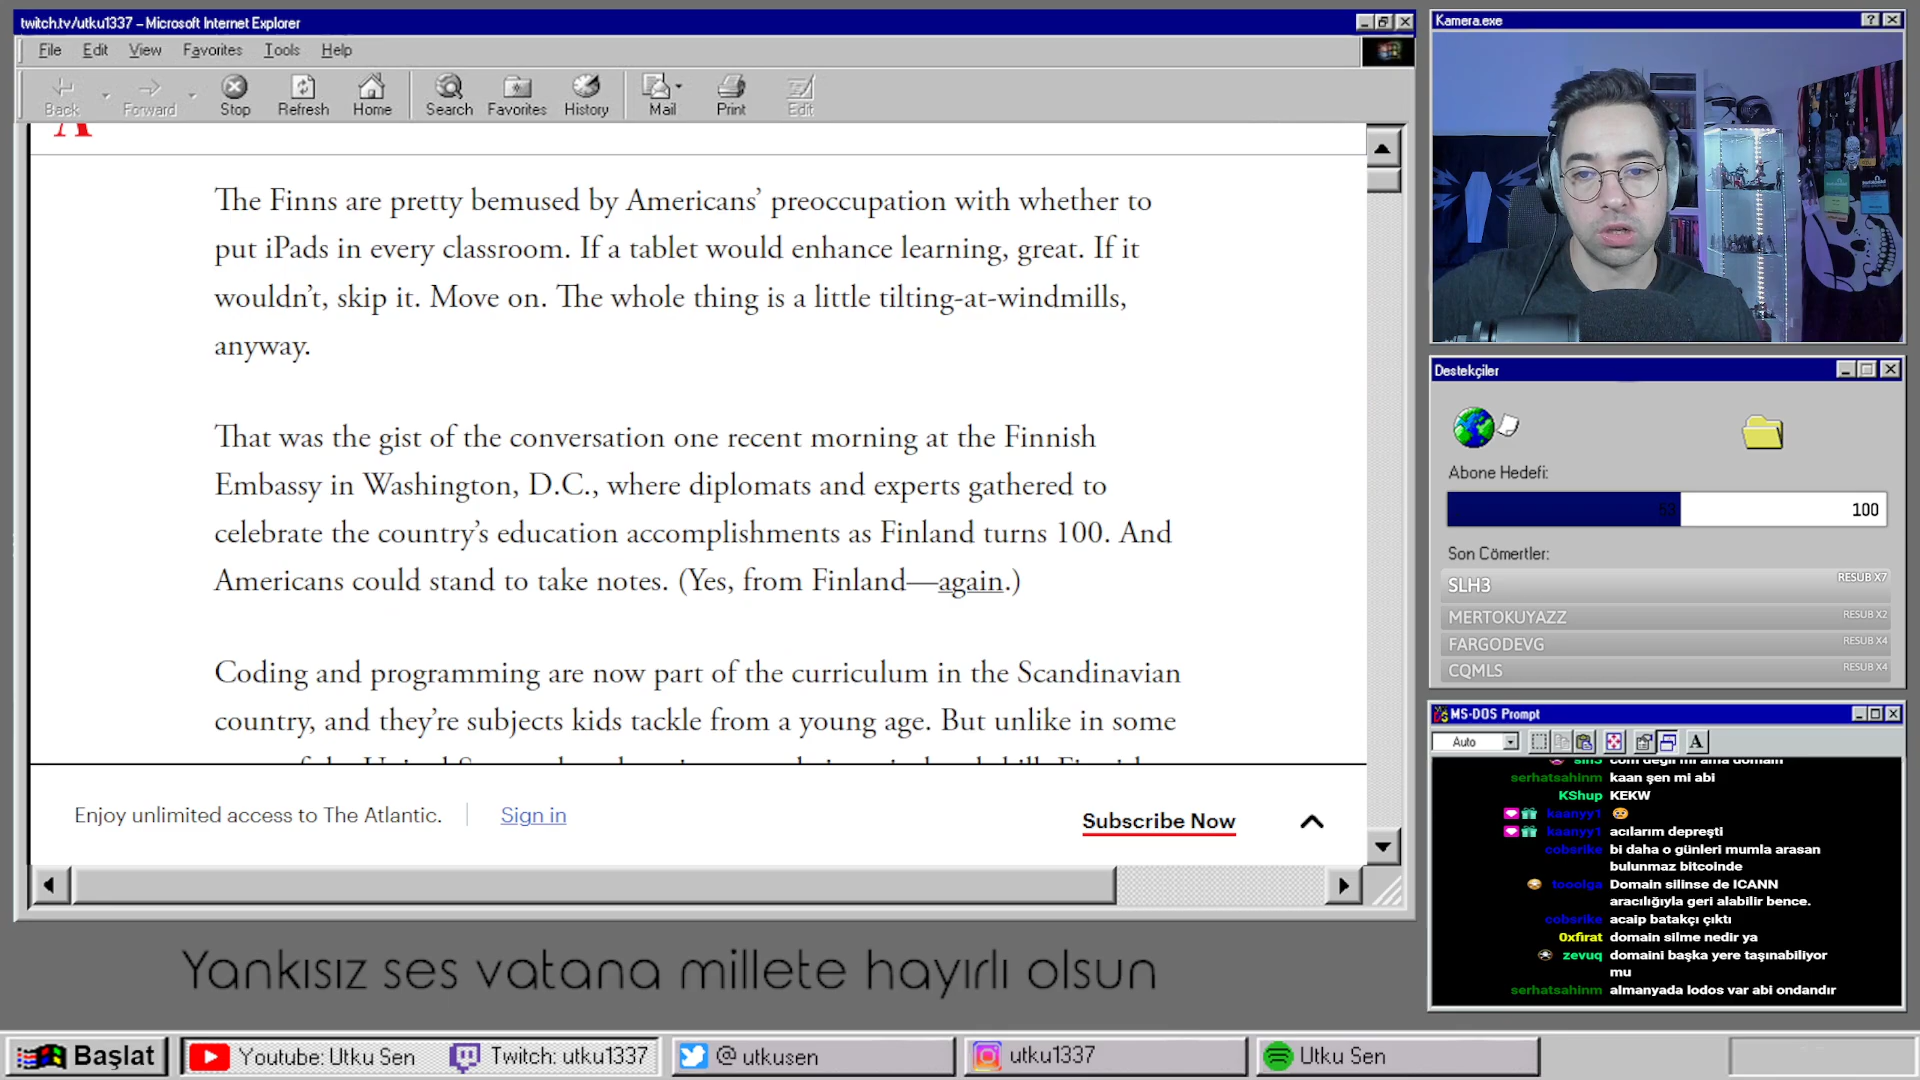 twitch.tv/utku1337 – Microsoft Internet Explorer
File Edit View Favorites Tools Help
Back Forward Stop Refresh Home Search Favorites History Mail Print Edit
A
The Finns are pretty bemused by Americans’ preoccupation with whether to
put iPads in every classroom. If a tablet would enhance learning, great. If it
wouldn’t, skip it. Move on. The whole thing is a little tilting-at-windmills,
anyway.
That was the gist of the conversation one recent morning at the Finnish
Embassy in Washington, D.C., where diplomats and experts gathered to
celebrate the country’s education accomplishments as Finland turns 100. And
Americans could stand to take notes. (Yes, from Finland—again.)
Coding and programming are now part of the curriculum in the Scandinavian
country, and they’re subjects kids tackle from a young age. But unlike in some
Enjoy unlimited access to The Atlantic.
Sign in
Subscribe Now
Yankısız ses vatana millete hayırlı olsun
Kamera.exe
Destekçiler
Abone Hedefi:
53 100
Son Cömertler:
SLH3 RESUB X7
MERTOKUYAZZ RESUB X2
FARGODEVG RESUB X4
CQMLS RESUB X4
MS-DOS Prompt
Auto
A
slh3 com değil mi ama domain
serhatsahinm kaan şen mi abi
KShup KEKW
kaanyy1
kaanyy1 acılarım depreşti
cobsrike bi daha o günleri mumla arasan
bulunmaz bitcoinde
tooolga Domain silinse de ICANN
aracılığıyla geri alabilir bence.
cobsrike acaip batakçı çıktı
0xfirat domain silme nedir ya
zevuq domaini başka yere taşınabiliyor
mu
serhatsahinm almanyada lodos var abi ondandır
Başlat
Youtube: Utku Sen
Twitch: utku1337
@utkusen
utku1337
Utku Sen